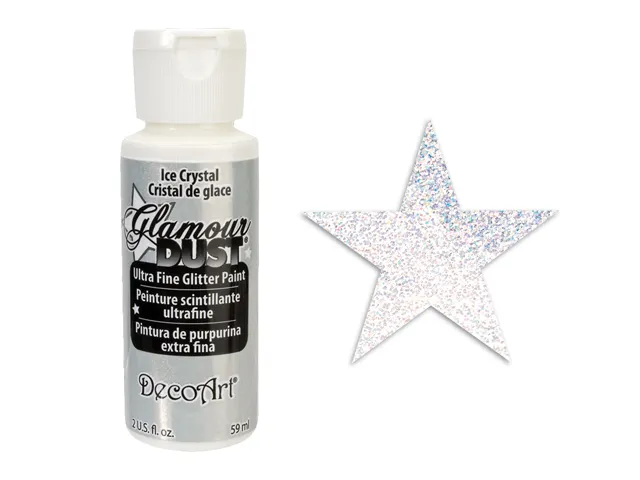 Ice Crystal
Cristal de glace
Glamour
DUST®
Ultra Fine Glitter Paint
Peinture scintillante
ultrafine
Pintura de purpurina
extra fina
DecoArt®
2 U.S. fl. oz. 59 ml